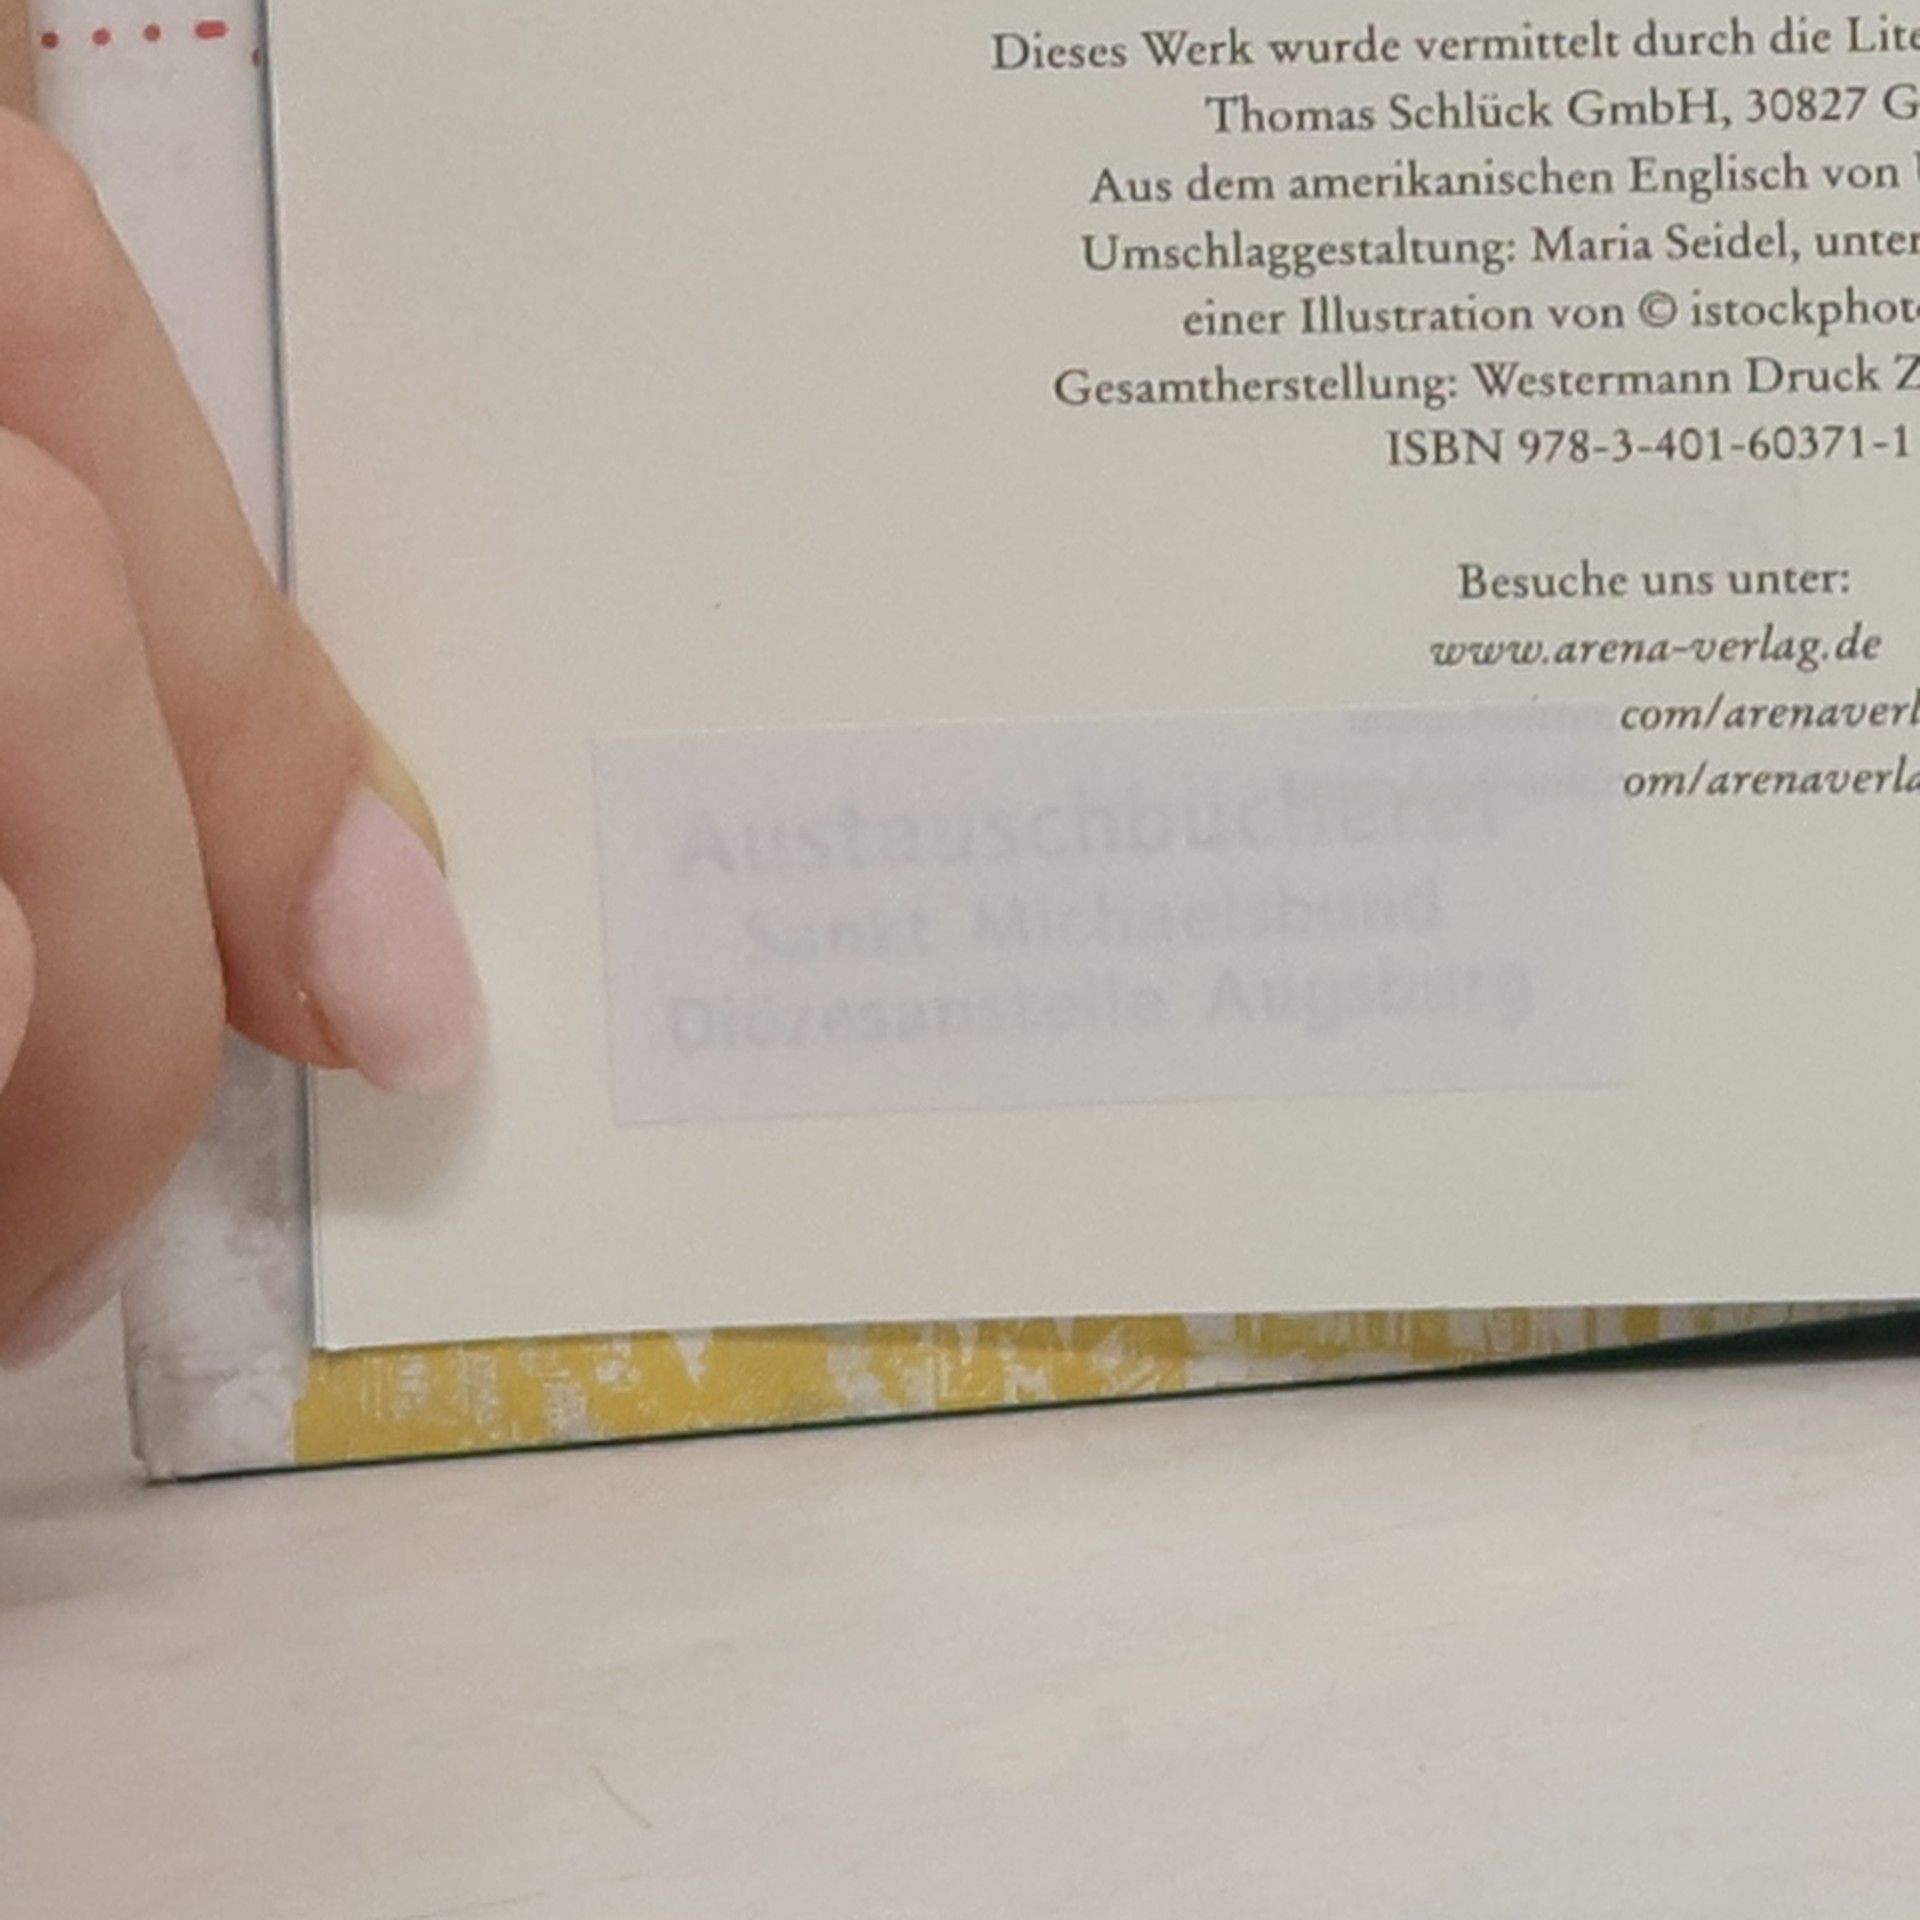 Dieses Werk wurde vermittelt durch die Lite
Thomas Schlück GmbH, 30827 G
Aus dem amerikanischen Englisch von
Umschlaggestaltung: Maria Seidel, unter
einer Illustration von © istockphoto
Gesamtherstellung: Westermann Druck Z
ISBN 978-3-401-60371-1
Besuche uns unter:
www.arena-verlag.de
com/arenaverl
om/arenaverla
Austauschbücherei
Sankt Michaelsbund
Diözesanstelle Augsburg